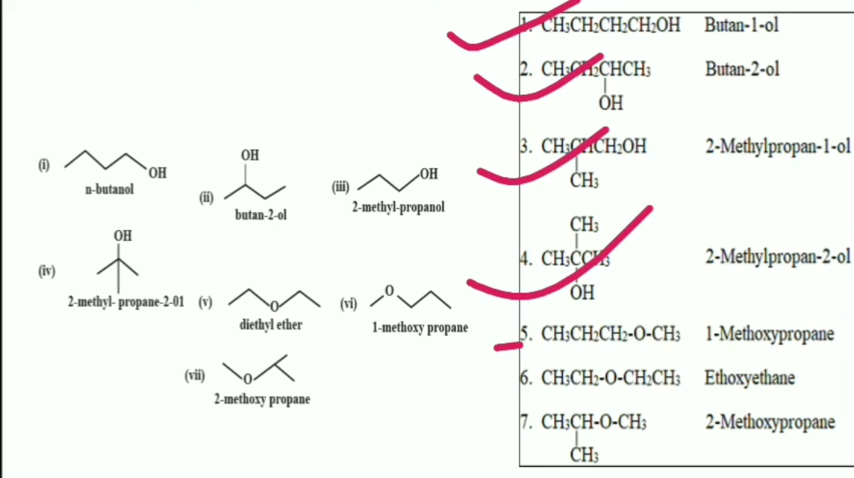 (i) OH
n-butanol
OH
(ii)
butan-2-ol
(iii) OH
2-methyl-propanol
OH
(iv)
2-methyl- propane-2-01
(v) O
diethyl ether
(vi) O
1-methoxy propane
(vii) O
2-methoxy propane
1. CH₃CH₂CH₂CH₂OH Butan-1-ol
2. CH₃CH₂CHCH₃ Butan-2-ol
OH
3. CH₃CHCH₂OH 2-Methylpropan-1-ol
CH₃
CH₃
4. CH₃CCH₃ 2-Methylpropan-2-ol
OH
5. CH₃CH₂CH₂-O-CH₃ 1-Methoxypropane
6. CH₃CH₂-O-CH₂CH₃ Ethoxyethane
7. CH₃CH-O-CH₃ 2-Methoxypropane
CH₃